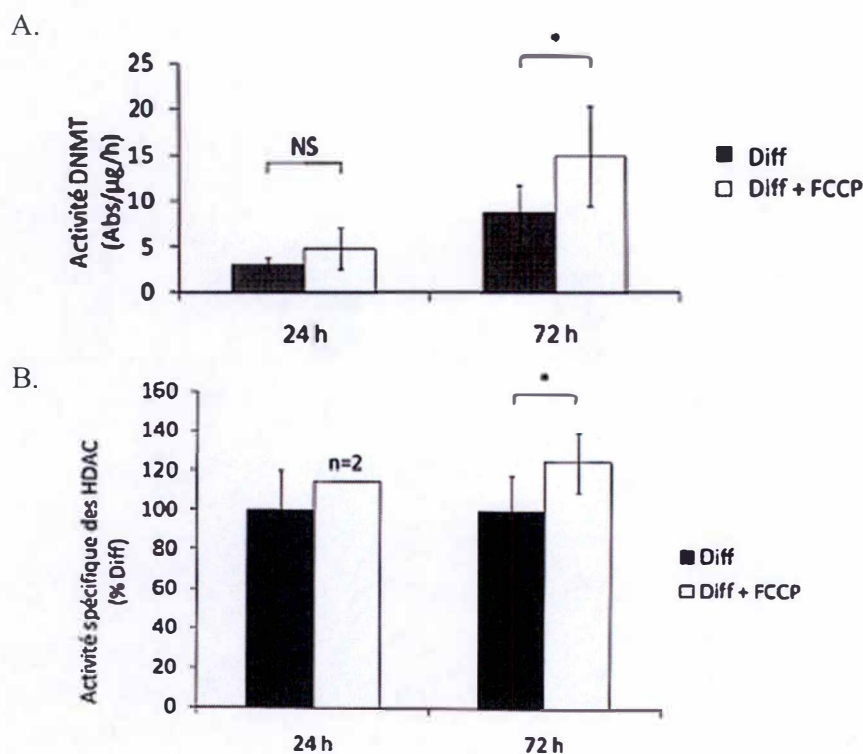 A.
•
25
20
15
10
5
0
Activité DNMT
(Abs/µg/h)
NS
Diff
Diff + FCCP
24 h
72 h
B.
•
160
140
120
100
80
60
40
20
0
Activité spécifique des HDAC
(% Diff)
n=2
Diff
Diff + FCCP
24 h
72 h